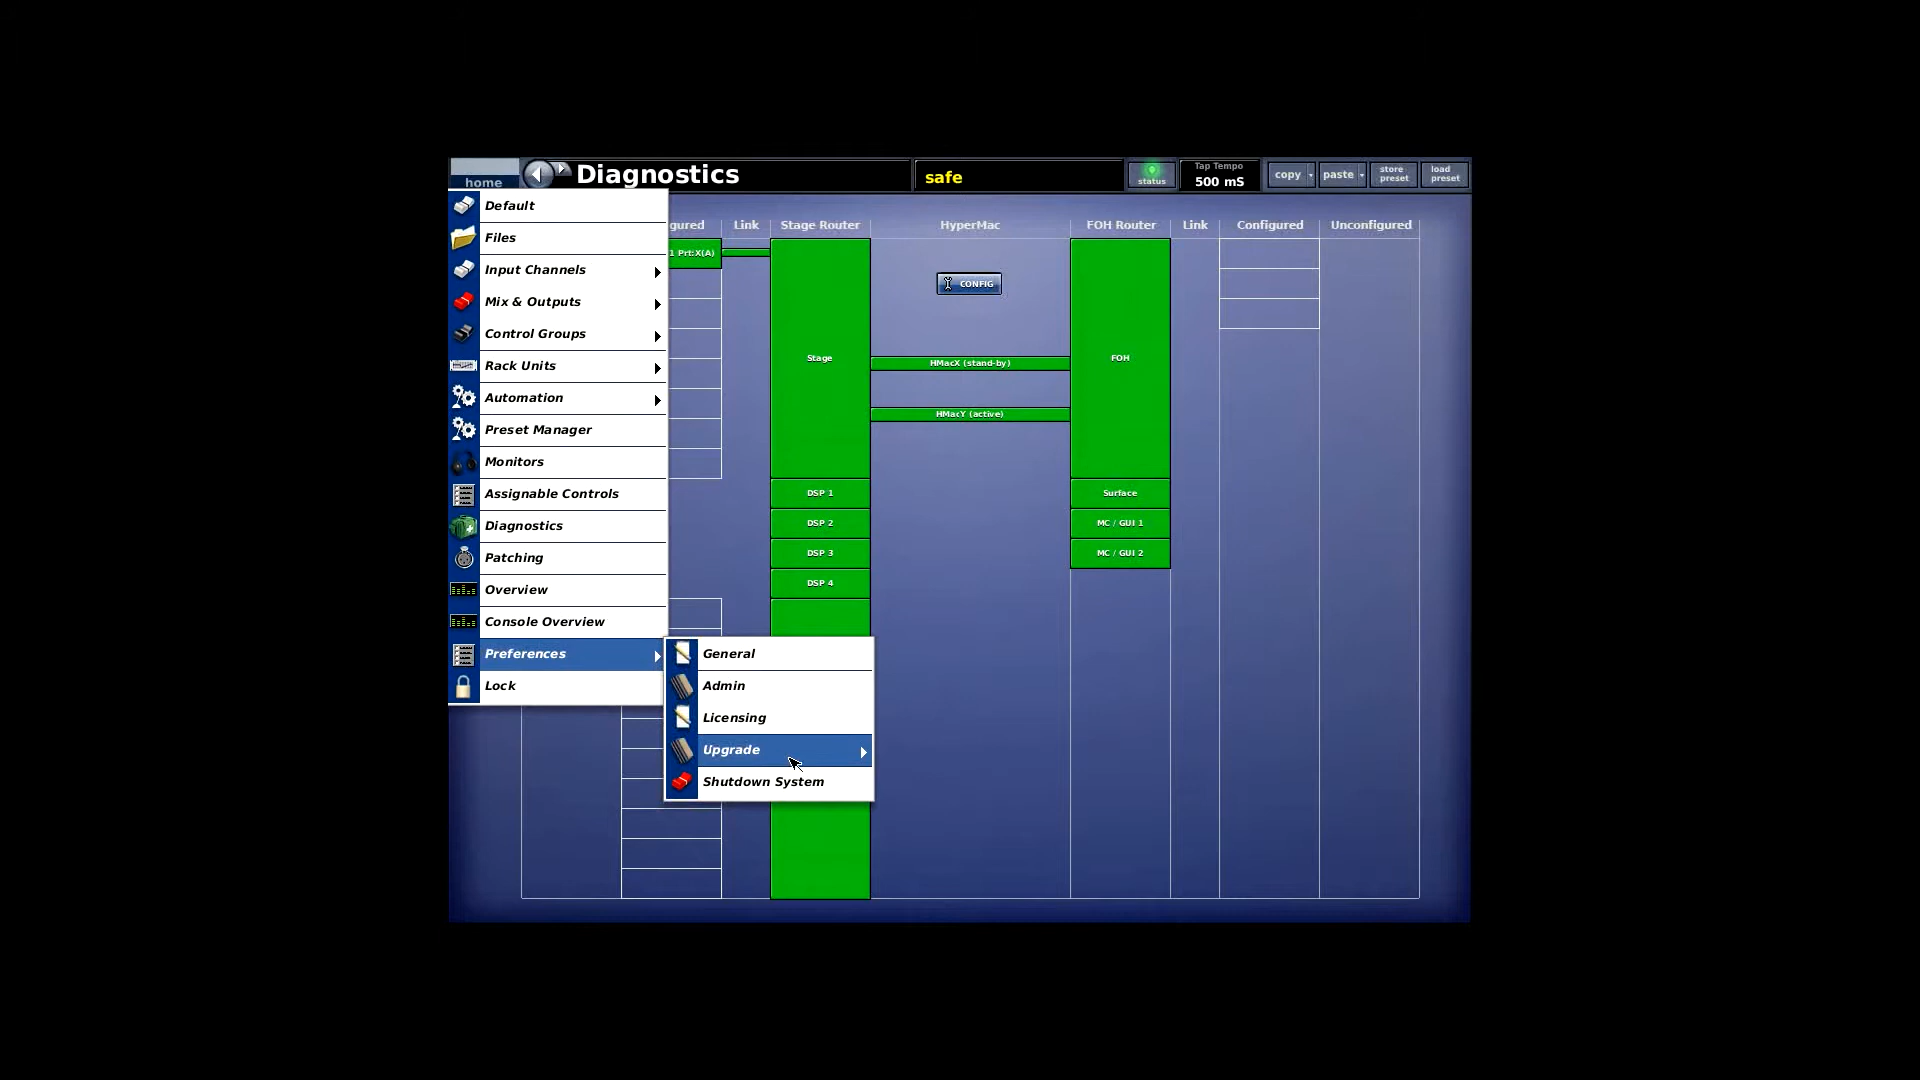 home
Diagnostics
safe
status
Tap Tempo
500 mS
copy
paste
store
preset
load
preset
gured
Link
Stage Router
HyperMac
FOH Router
Link
Configured
Unconfigured
1 Prt:X(A)
CONFIG
Stage
FOH
HMacX (stand-by)
HMacY (active)
DSP 1
DSP 2
DSP 3
DSP 4
Surface
MC / GUI 1
MC / GUI 2
Default
Files
Input Channels
Mix & Outputs
Control Groups
Rack Units
Automation
Preset Manager
Monitors
Assignable Controls
Diagnostics
Patching
Overview
Console Overview
Preferences
Lock
General
Admin
Licensing
Upgrade
Shutdown System